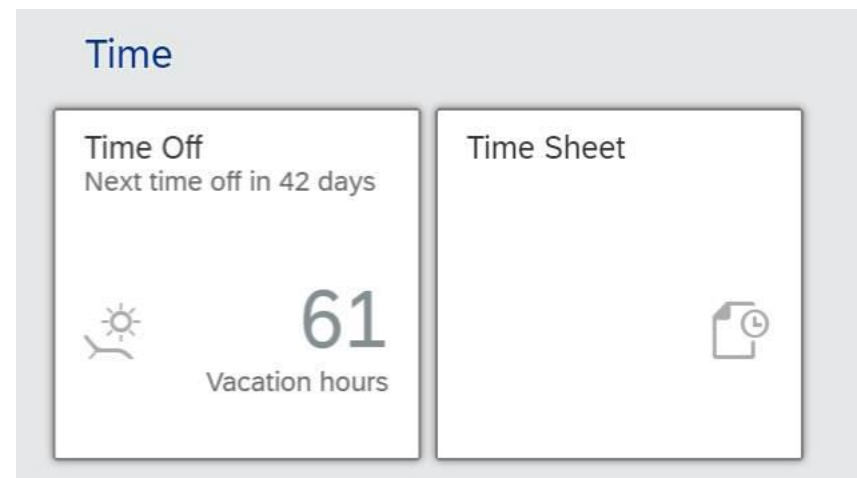 Time
Time Off
Next time off in 42 days
61
Vacation hours
Time Sheet